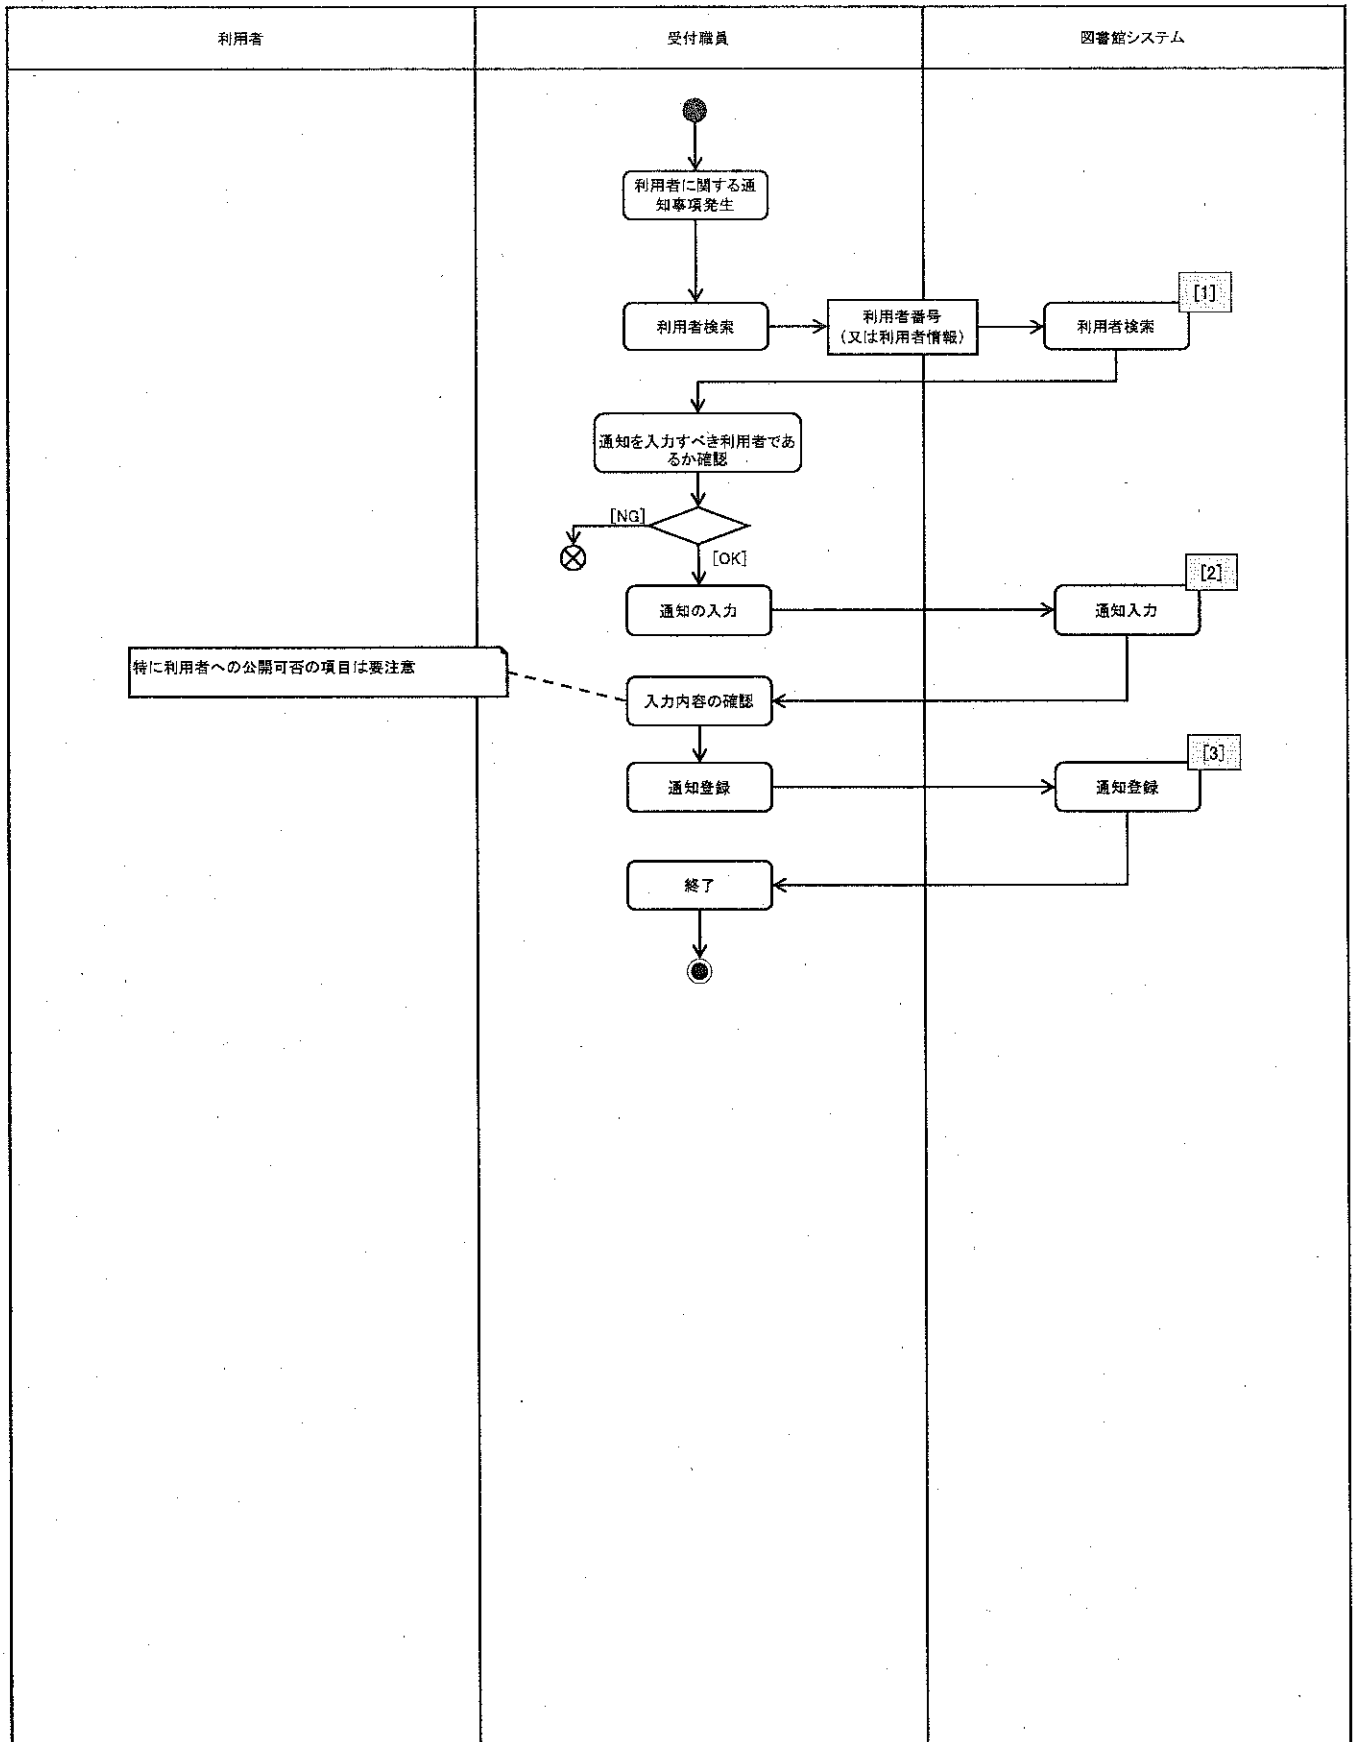 利用者
受付職員
図書館システム
利用者に関する通
知事項発生
利用者検索
利用者番号
(又は利用者情報)
利用者検索
[1]
通知を入力すべき利用者であ
るか確認
[NG]
[OK]
通知の入力
通知入力
[2]
特に利用者への公開可否の項目は要注意
入力内容の確認
通知登録
通知登録
[3]
終了